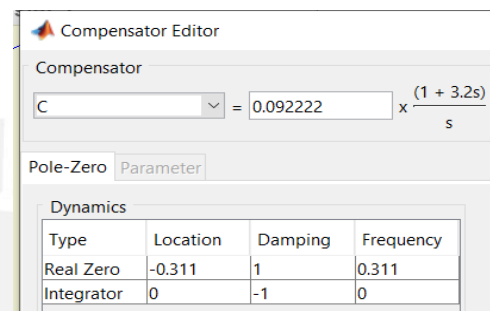 Compensator Editor
Compensator
C = 0.092222 x (1 + 3.2s)
s
Pole-Zero Parameter
Dynamics
Type Location Damping Frequency
Real Zero -0.311 1 0.311
Integrator 0 -1 0